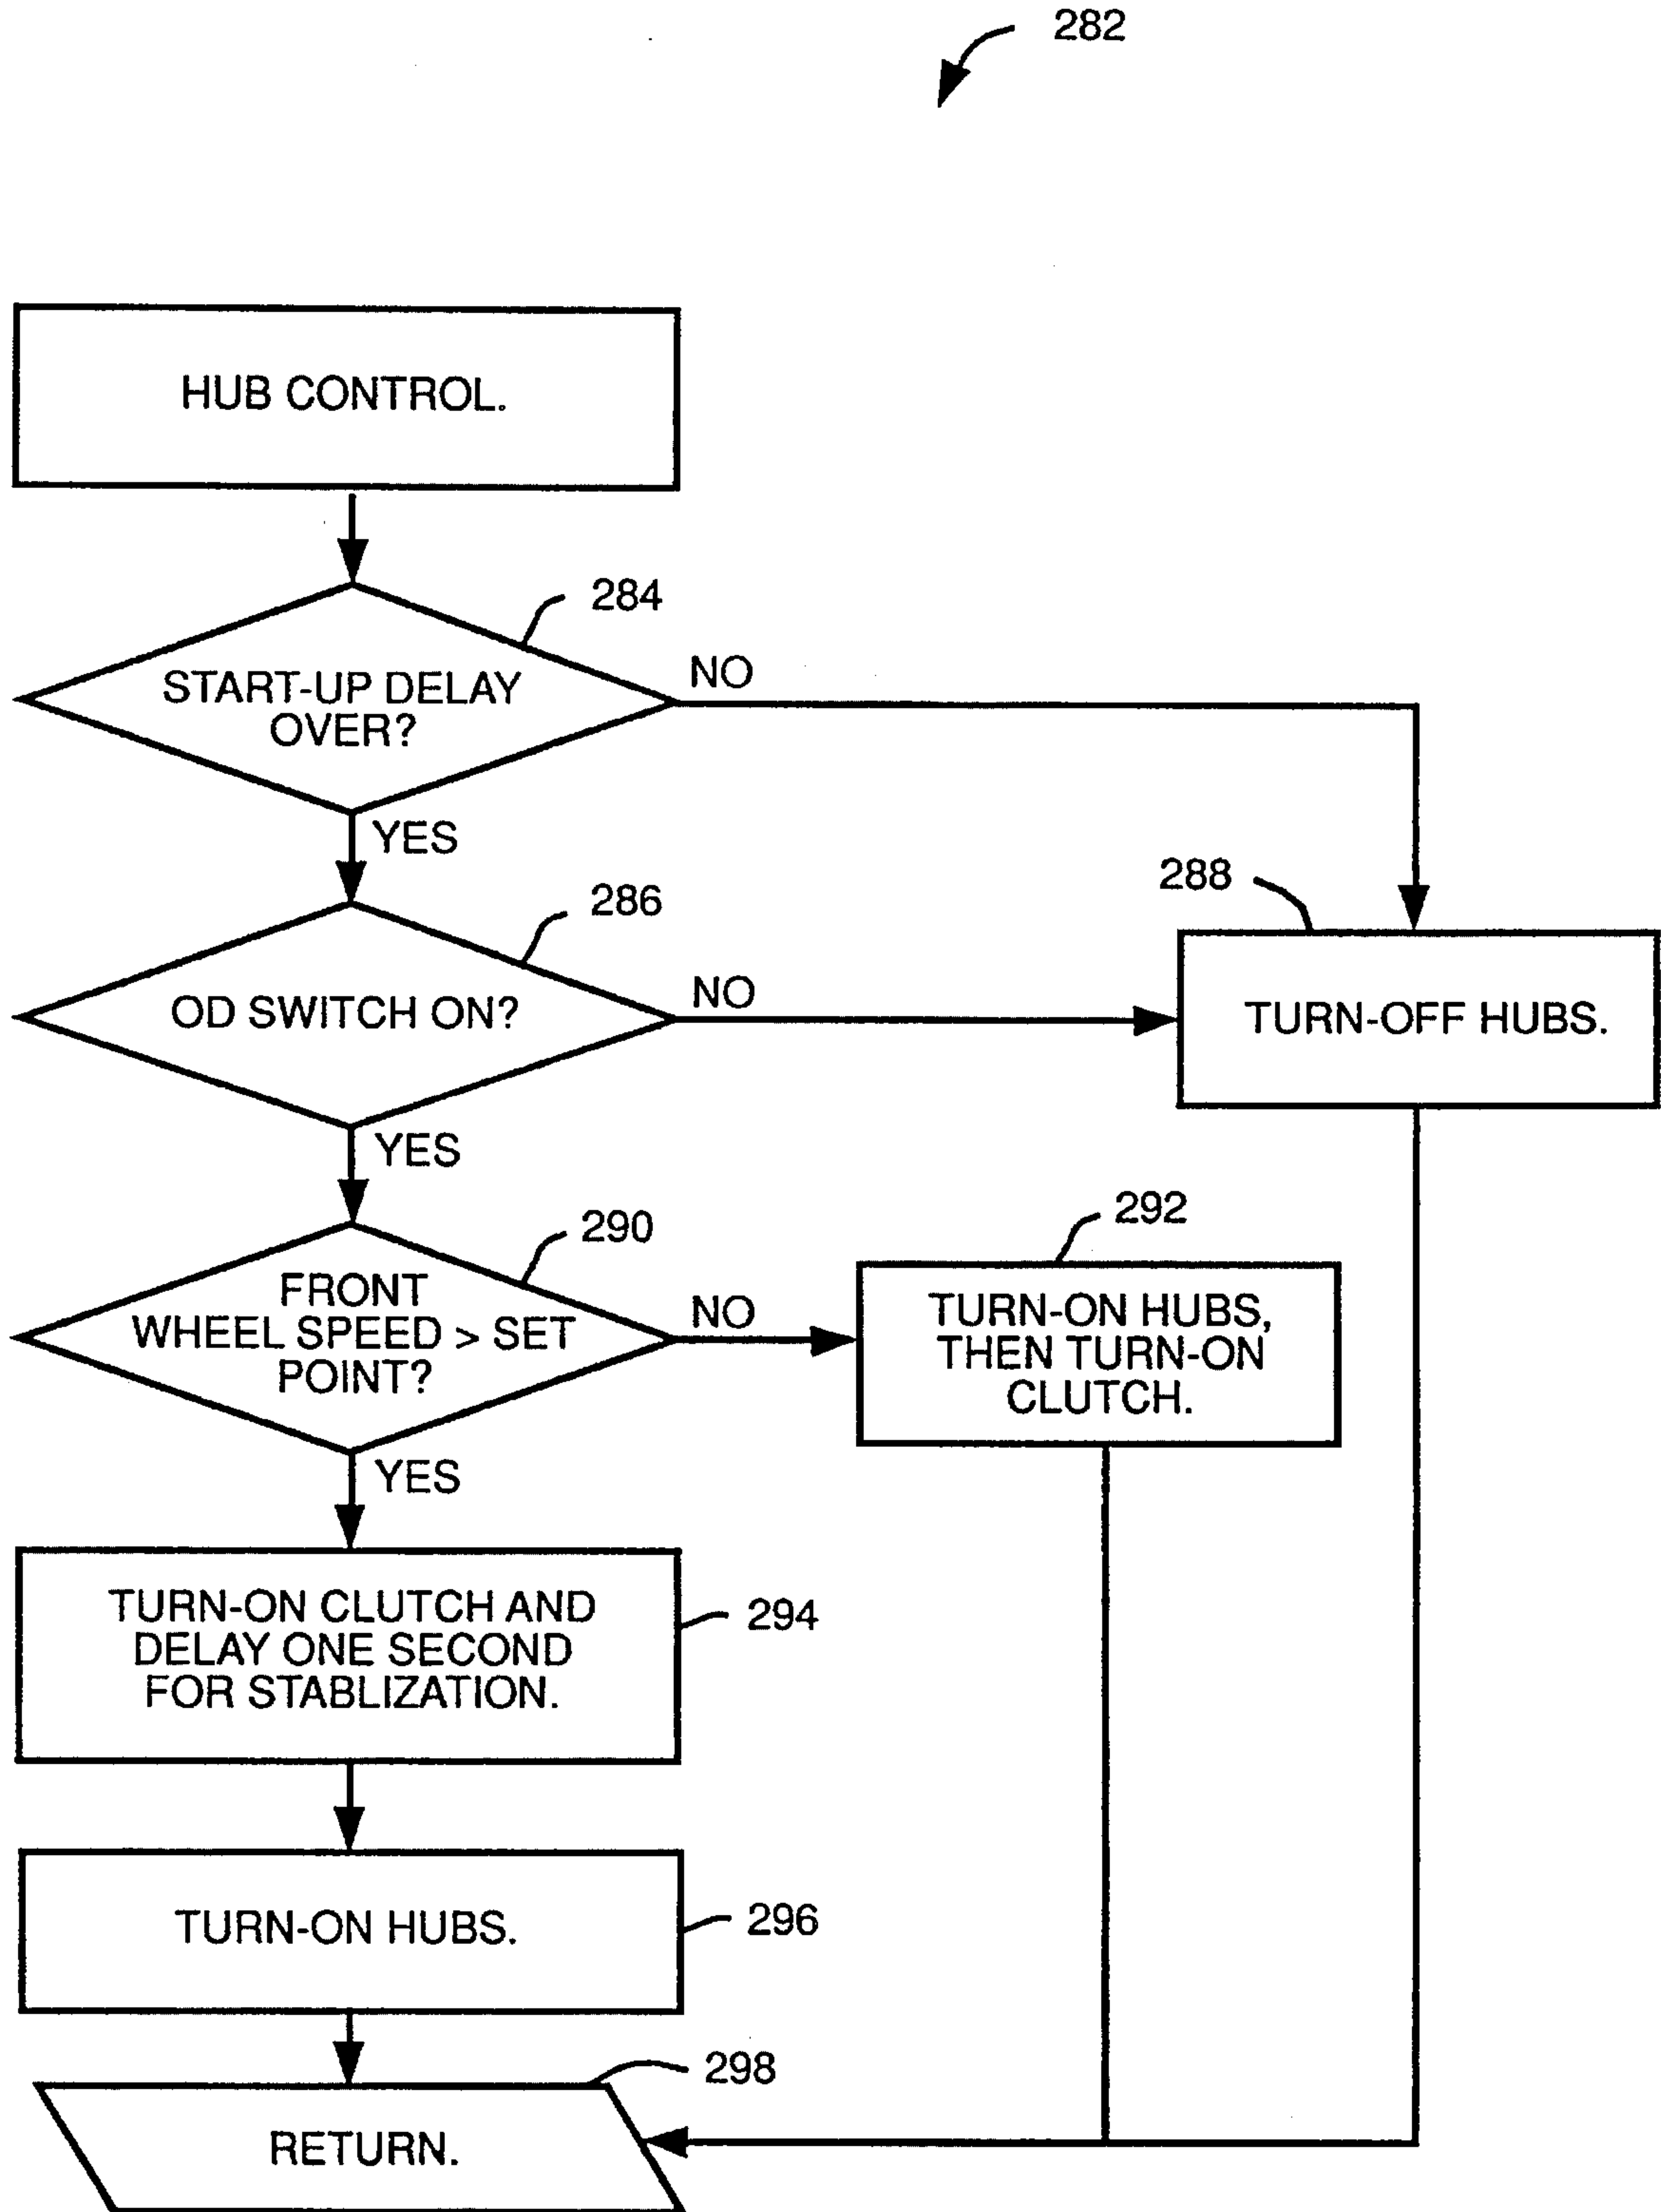 282
HUB CONTROL.
284
START-UP DELAY
OVER?
NO
YES
286
OD SWITCH ON?
NO
288
TURN-OFF HUBS.
YES
290
FRONT
WHEEL SPEED > SET
POINT?
NO
292
TURN-ON HUBS,
THEN TURN-ON
CLUTCH.
YES
TURN-ON CLUTCH AND
DELAY ONE SECOND
FOR STABLIZATION.
294
TURN-ON HUBS.
296
298
RETURN.